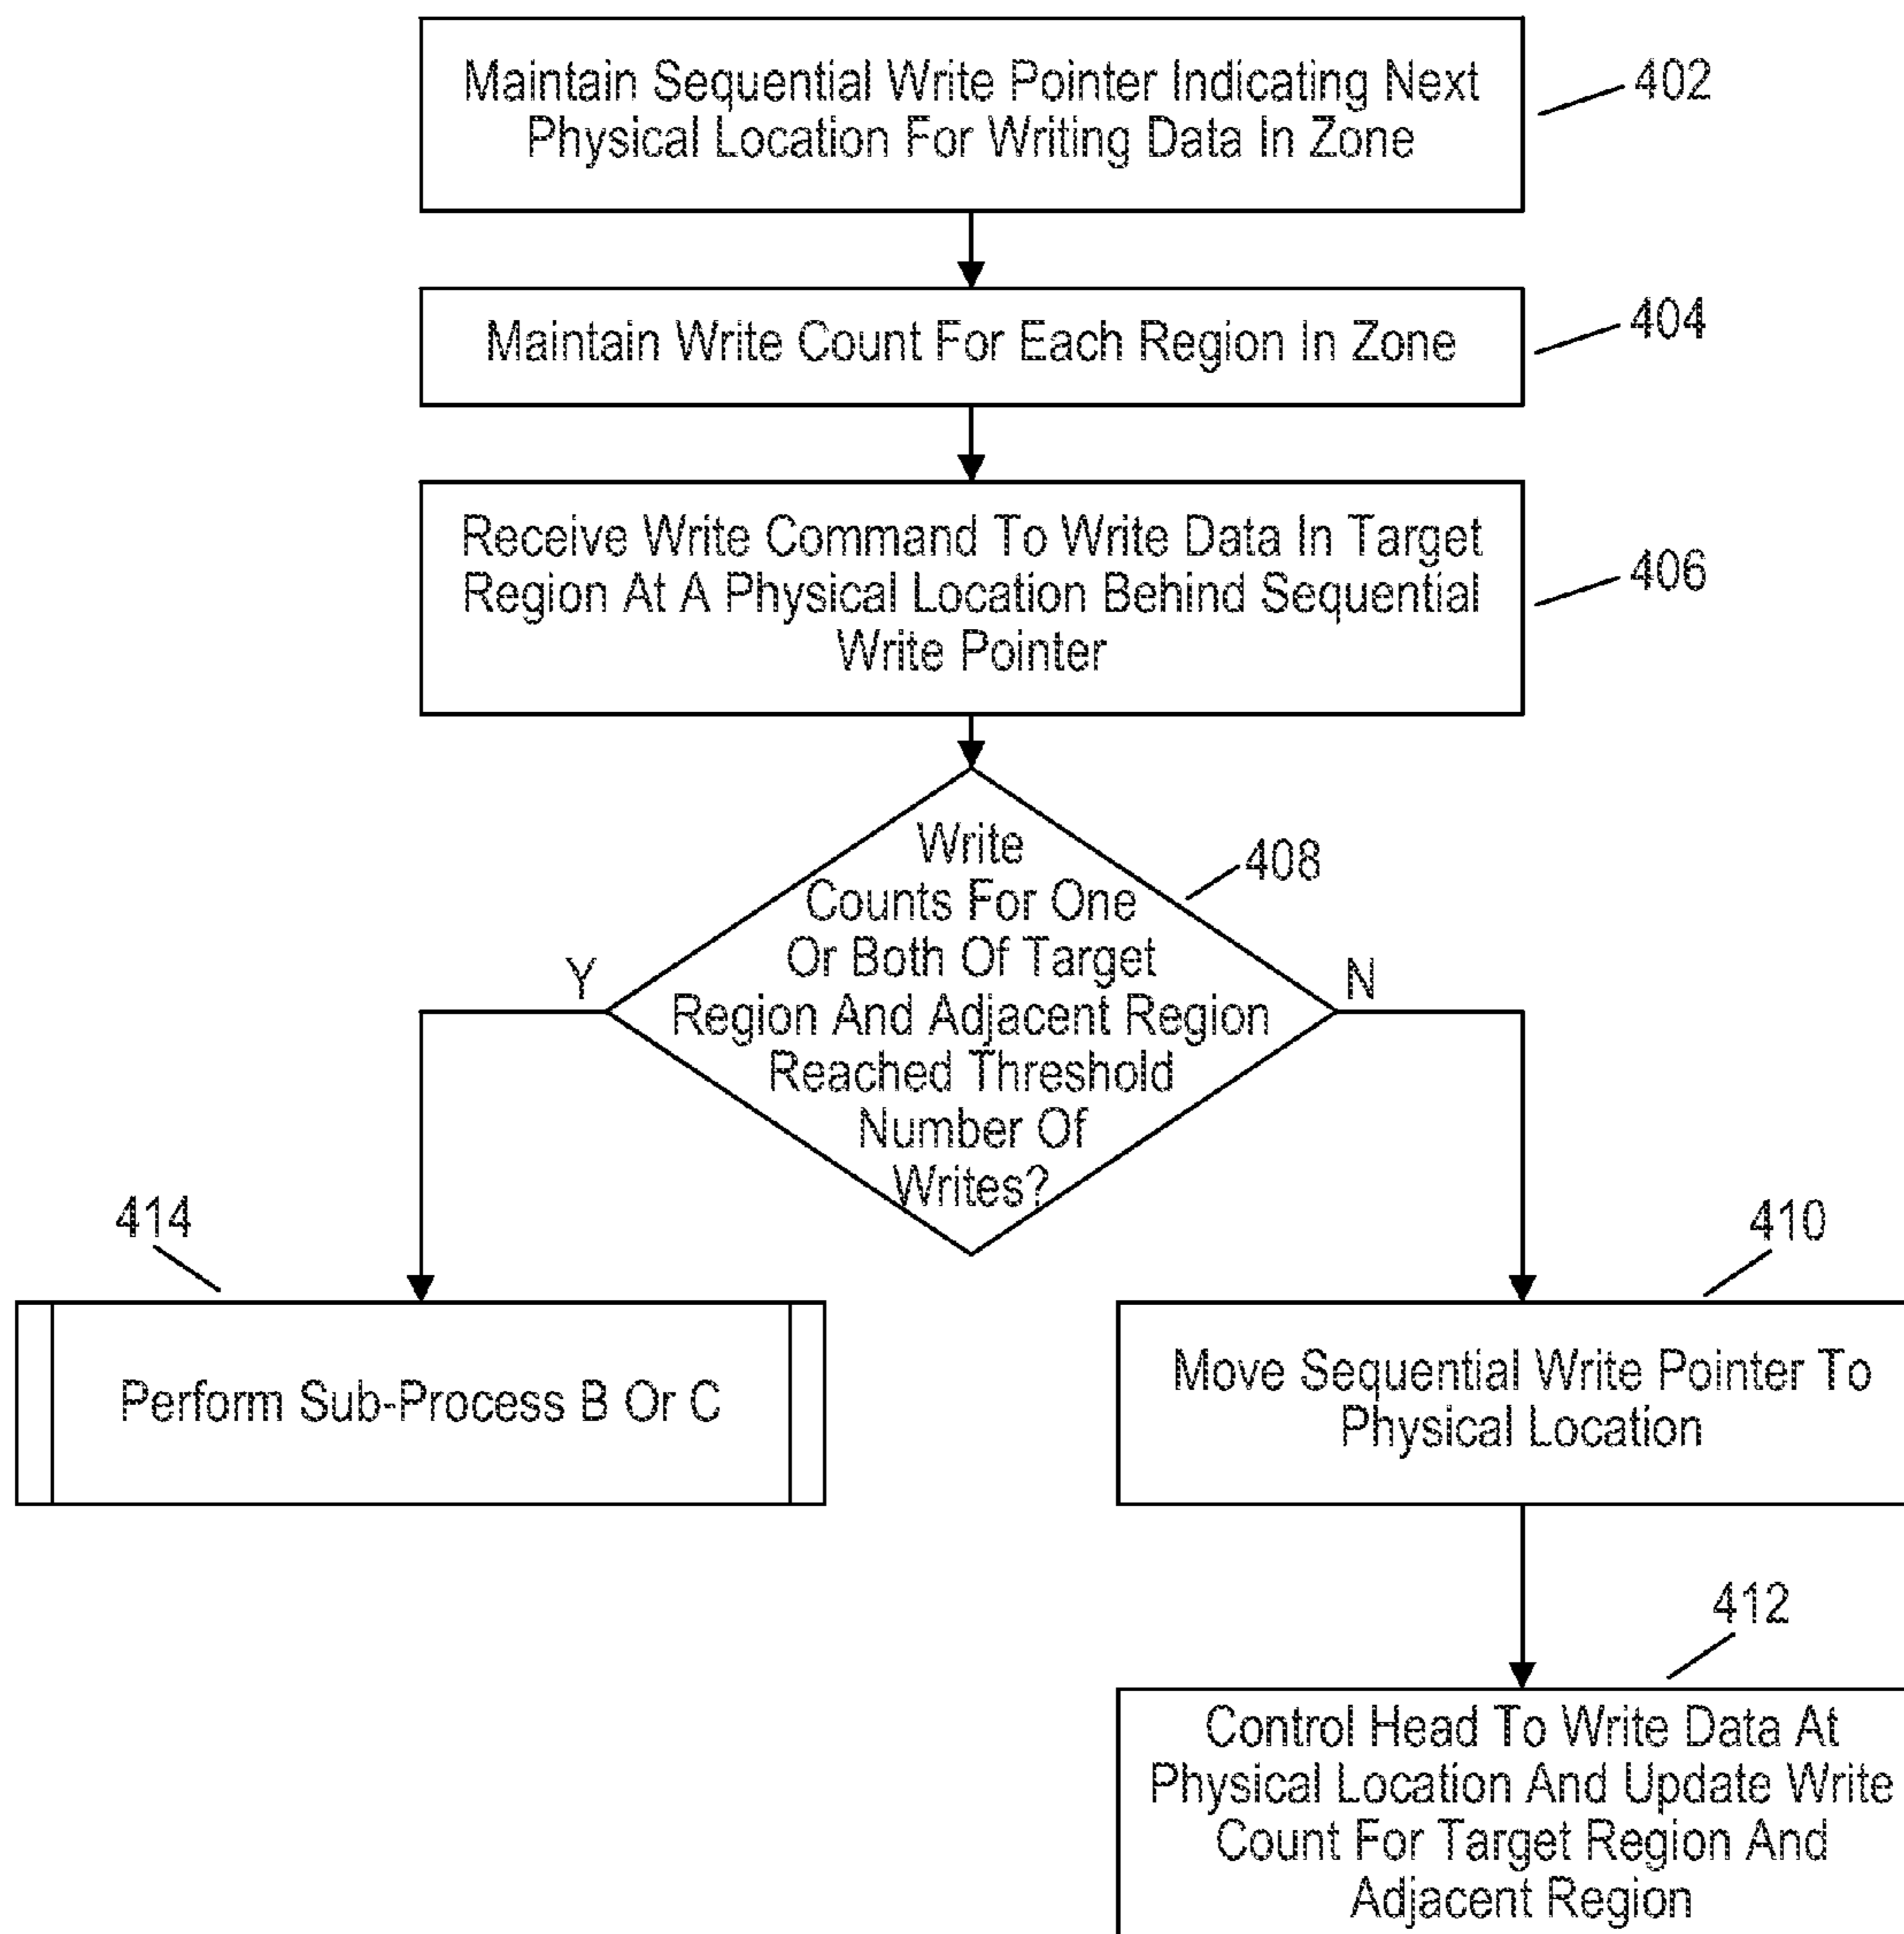 Maintain Sequential Write Pointer Indicating Next
Physical Location For Writing Data In Zone
402
Maintain Write Count For Each Region In Zone
404
Receive Write Command To Write Data In Target
Region At A Physical Location Behind Sequential
Write Pointer
406
Write
Counts For One
Or Both Of Target
Region And Adjacent Region
Reached Threshold
Number Of
Writes?
408
Y
N
414
Perform Sub-Process B Or C
410
Move Sequential Write Pointer To
Physical Location
412
Control Head To Write Data At
Physical Location And Update Write
Count For Target Region And
Adjacent Region